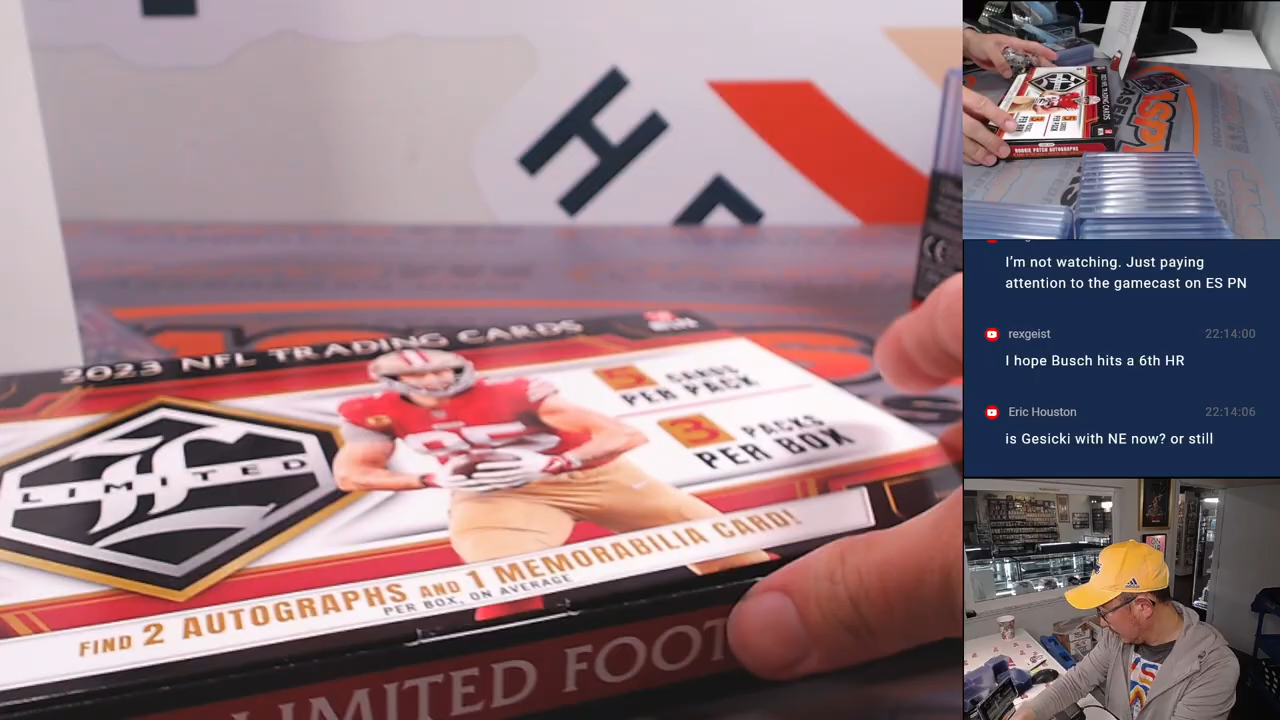 2023 NFL TRADING CARDS
LIMITED
5 CARDS
PER PACK
3 PACKS
PER BOX
FIND 2 AUTOGRAPHS AND 1 MEMORABILIA CARD!
PER BOX, ON AVERAGE
LIMITED FOOT
I'm not watching. Just paying
attention to the gamecast on ES PN
rexgeist 22:14:00
I hope Busch hits a 6th HR
Eric Houston 22:14:06
is Gesicki with NE now? or still